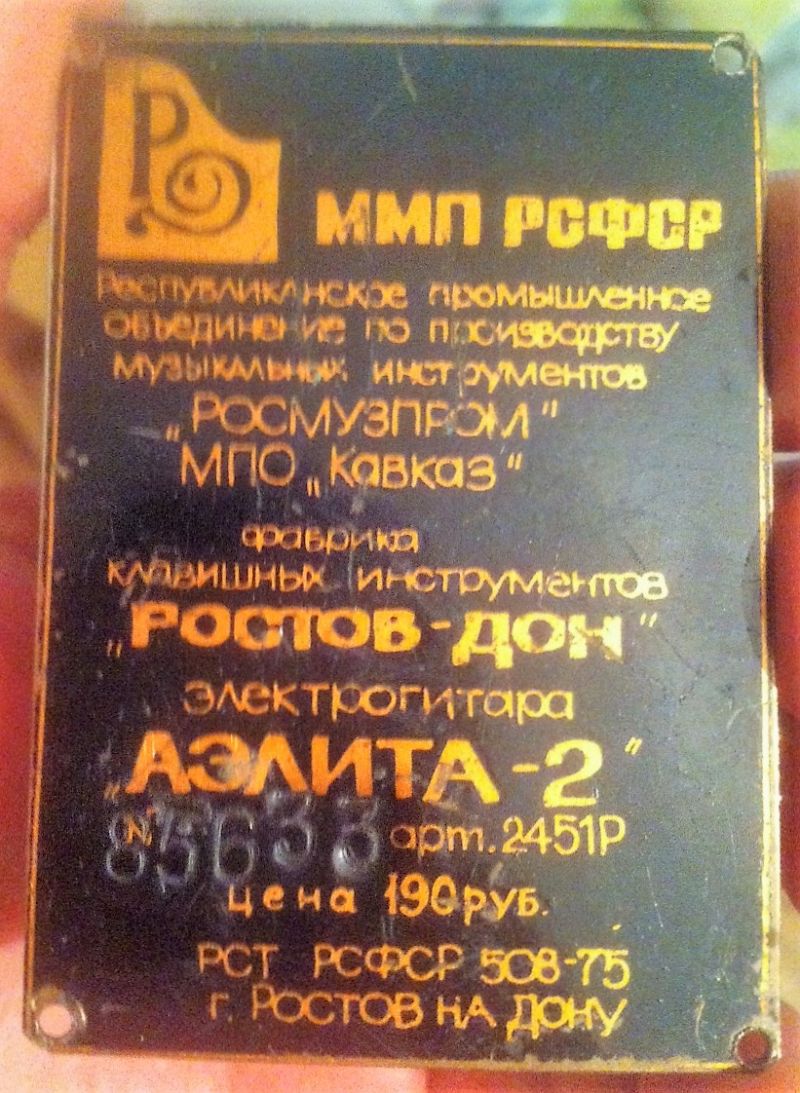 ММП РСФСР
Республиканское промышленное
объединение по производству
музыкальных инструментов
„РОСМУЗПРОМ"
МПО „Кавказ"
фабрика
клавишных инструментов
„РОСТОВ-ДОН"
электрогитара
„АЭЛИТА-2"
№ 85633 арт. 2451Р
цена 190 руб.
РСТ РСФСР 508-75
г. РОСТОВ НА ДОНУ